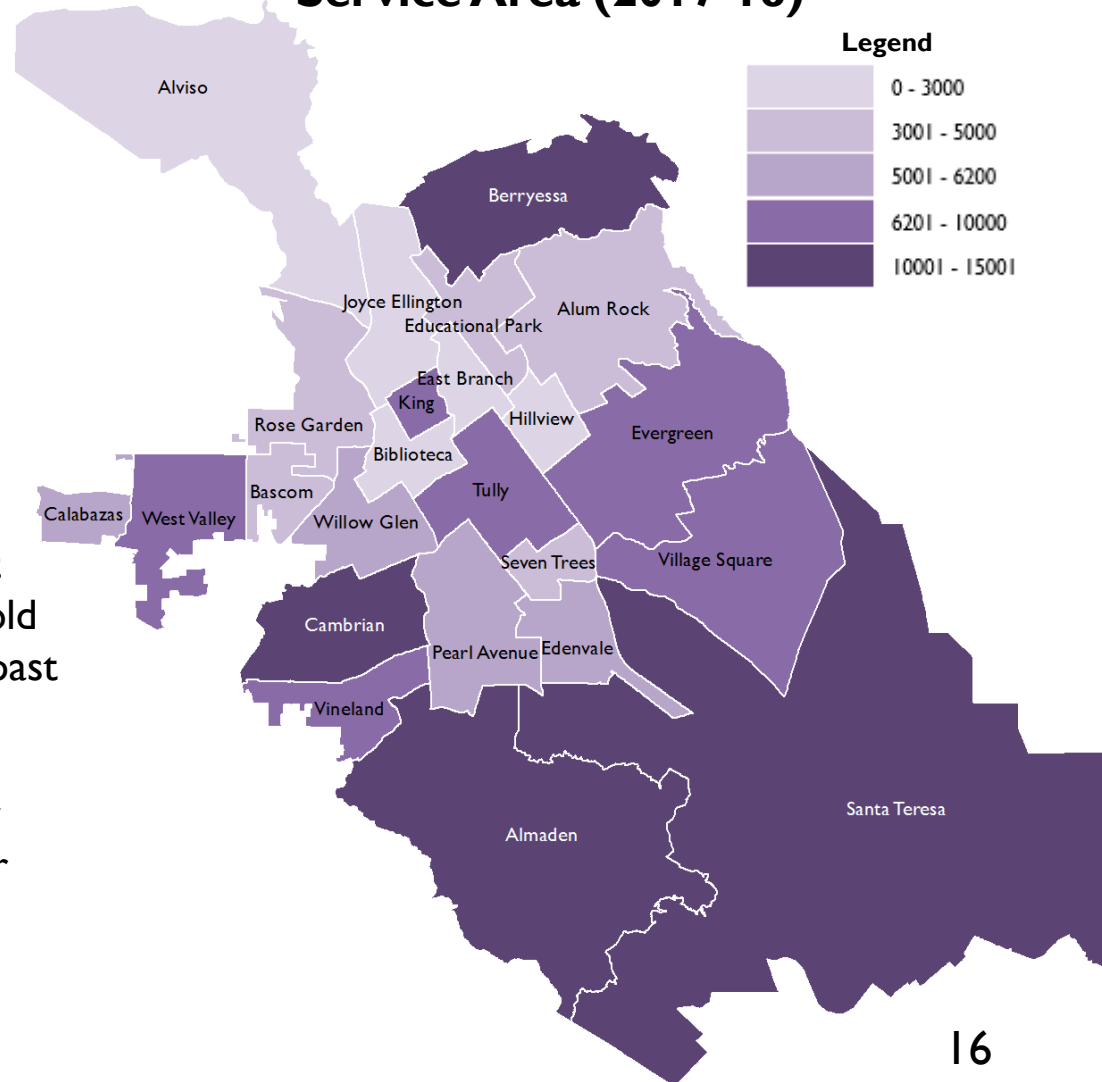 Service Area (2017-18)
Legend
0 - 3000
3001 - 5000
5001 - 6200
6201 - 10000
10001 - 15001
Alviso
Berryessa
Joyce Ellington
Alum Rock
Educational Park
East Branch
King
Hillview
Rose Garden
Evergreen
Biblioteca
Bascom
Tully
Calabazas
West Valley
Willow Glen
Seven Trees
Village Square
old
Cambrian
past
Pearl Avenue
Edenvale
Vineland
Santa Teresa
Almaden
16